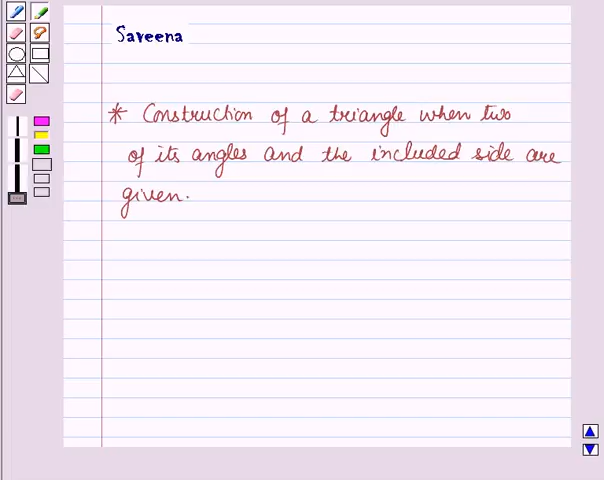 Saveena
* Construction of a triangle when two
of its angles and the included side are
given.